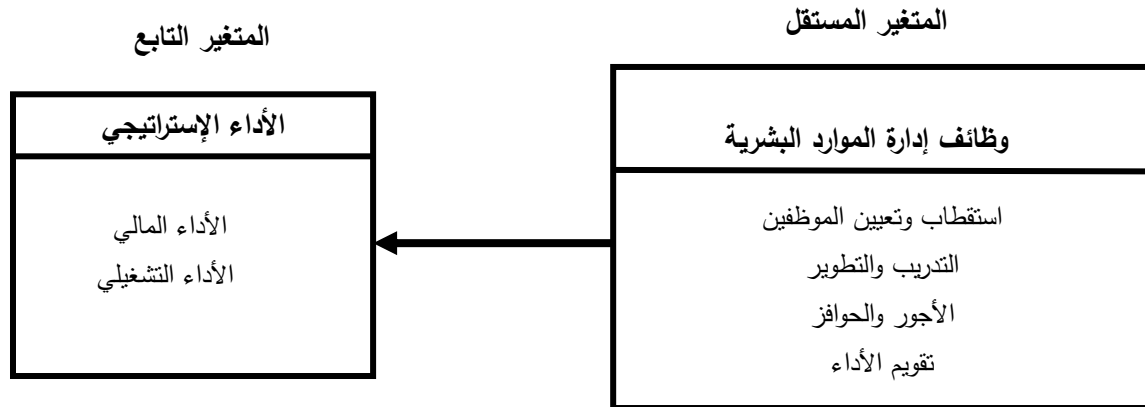 المتغير المستقل
المتغير التابع
وظائف إدارة الموارد البشرية
استقطاب وتعيين الموظفين
التدريب والتطوير
الأجور والحوافز
تقويم الأداء
الأداء الإستراتيجي
الأداء المالي
الأداء التشغيلي